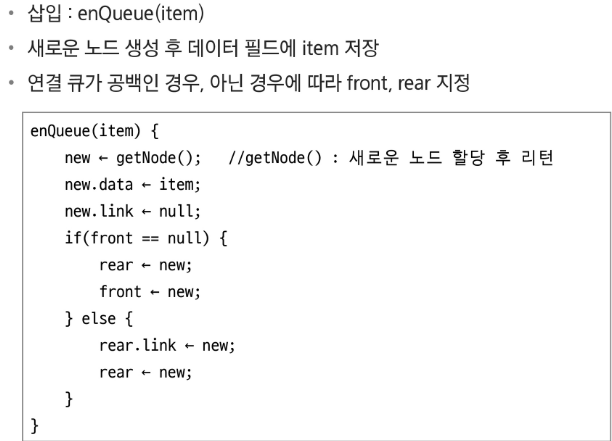 • 삽입 : enQueue(item)
• 새로운 노드 생성 후 데이터 필드에 item 저장
• 연결 큐가 공백인 경우, 아닌 경우에 따라 front, rear 지정
enQueue(item) {
    new ← getNode();   //getNode() : 새로운 노드 할당 후 리턴
    new.data ← item;
    new.link ← null;
    if(front == null) {
        rear ← new;
        front ← new;
    } else {
        rear.link ← new;
        rear ← new;
    }
}